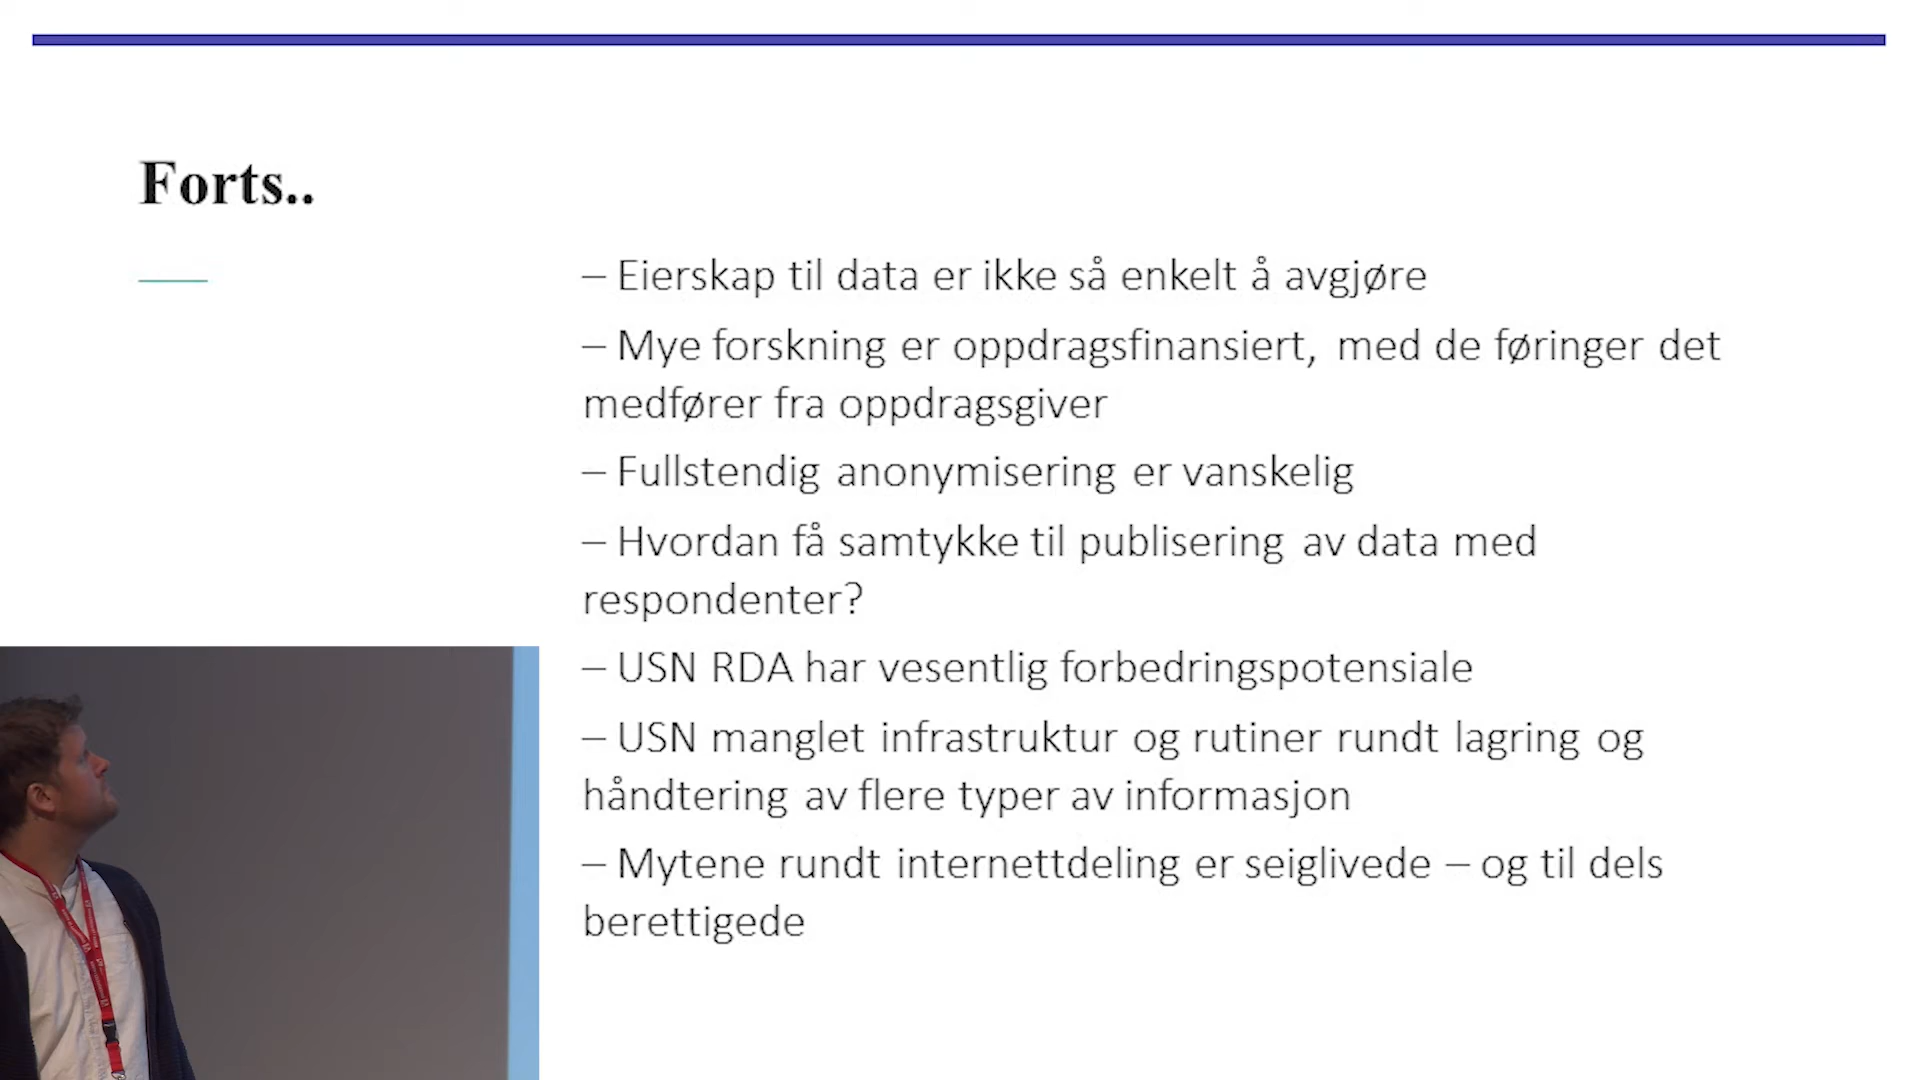 Forts..
– Eierskap til data er ikke så enkelt å avgjøre
– Mye forskning er oppdragsfinansiert, med de føringer det
medfører fra oppdragsgiver
– Fullstendig anonymisering er vanskelig
– Hvordan få samtykke til publisering av data med
respondenter?
– USN RDA har vesentlig forbedringspotensiale
– USN manglet infrastruktur og rutiner rundt lagring og
håndtering av flere typer av informasjon
– Mytene rundt internettdeling er seiglivede – og til dels
berettigede